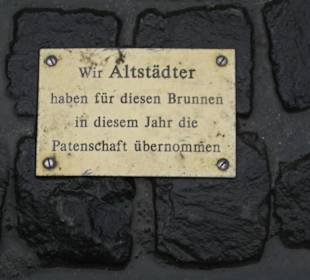 Wir Altstädter
haben für diesen Brunnen
in diesem Jahr die
Patenschaft übernommen